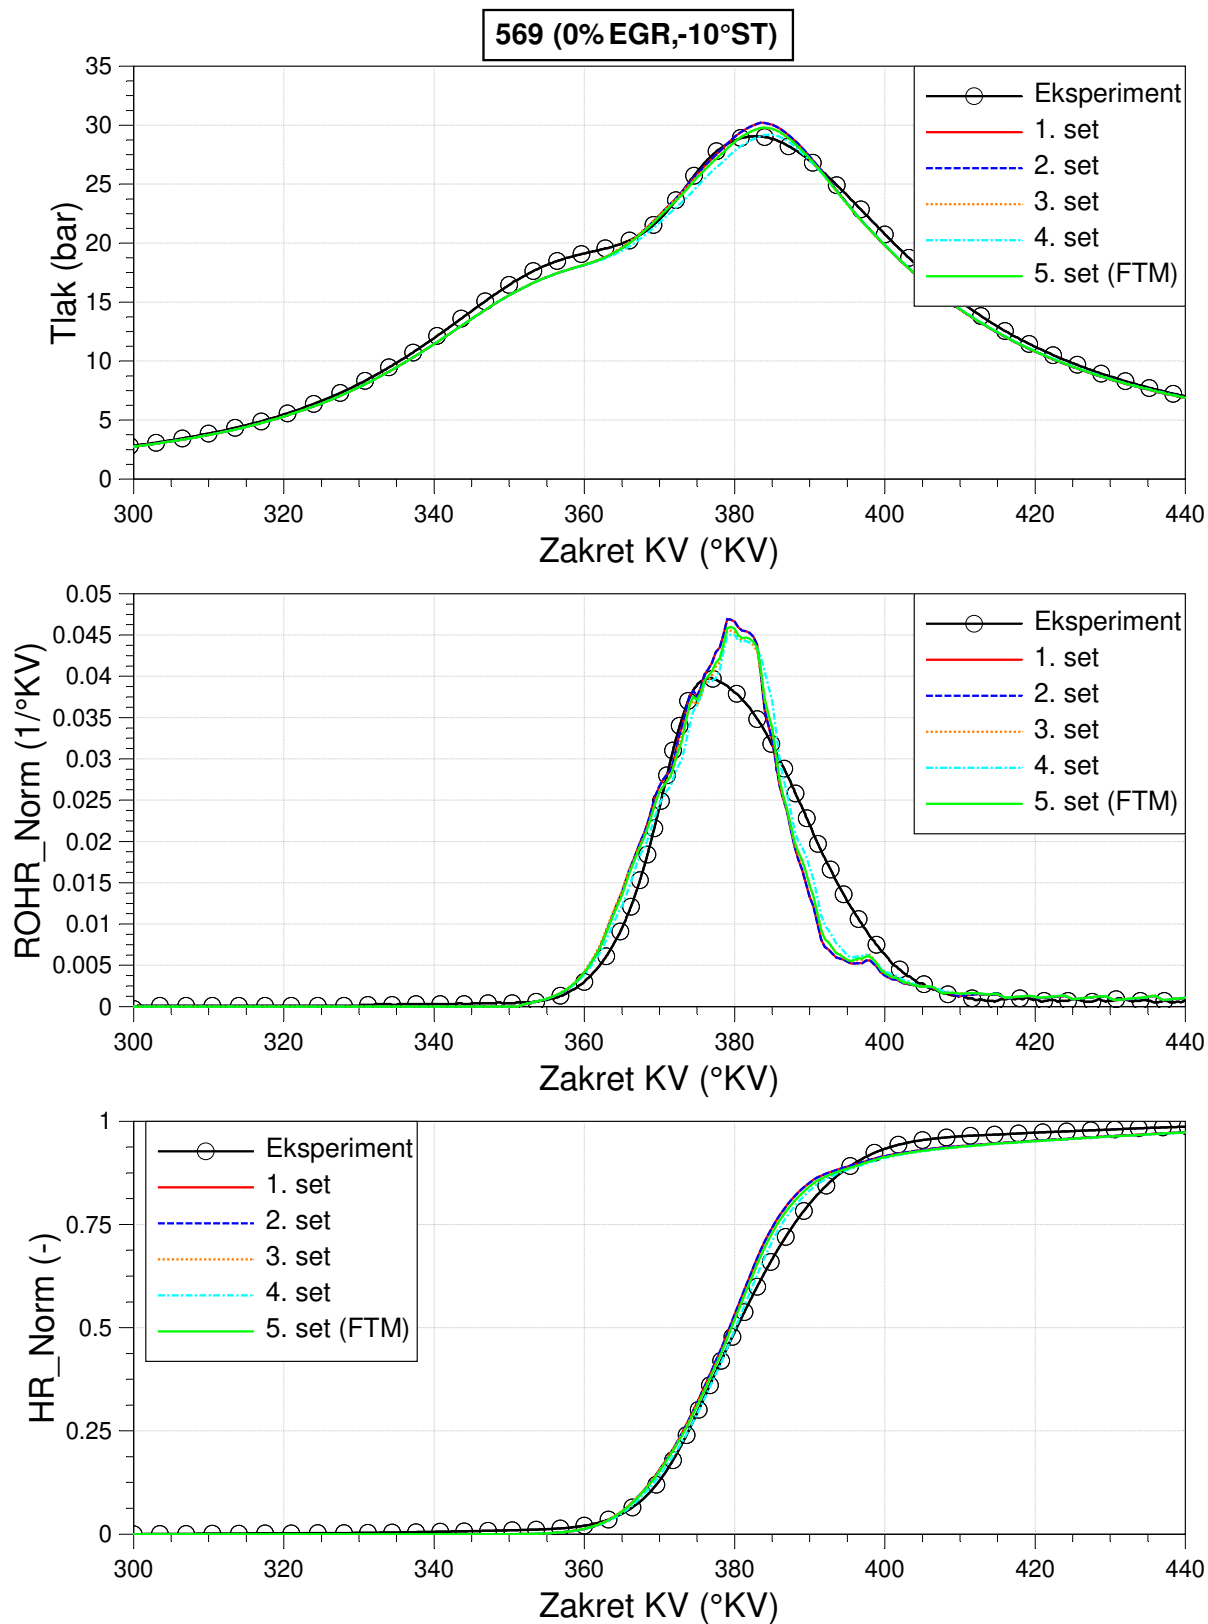 569 (0% EGR,-10°ST)
35
30
25
20
15
10
5
0
Tlak (bar)
Eksperiment
1. set
2. set
3. set
4. set
5. set (FTM)
300 320 340 360 380 400 420 440
Zakret KV (°KV)
0.05
0.045
0.04
0.035
0.03
0.025
0.02
0.015
0.01
0.005
0
ROHR_Norm (1/°KV)
Eksperiment
1. set
2. set
3. set
4. set
5. set (FTM)
300 320 340 360 380 400 420 440
Zakret KV (°KV)
1
0.75
0.5
0.25
0
HR_Norm (-)
Eksperiment
1. set
2. set
3. set
4. set
5. set (FTM)
300 320 340 360 380 400 420 440
Zakret KV (°KV)